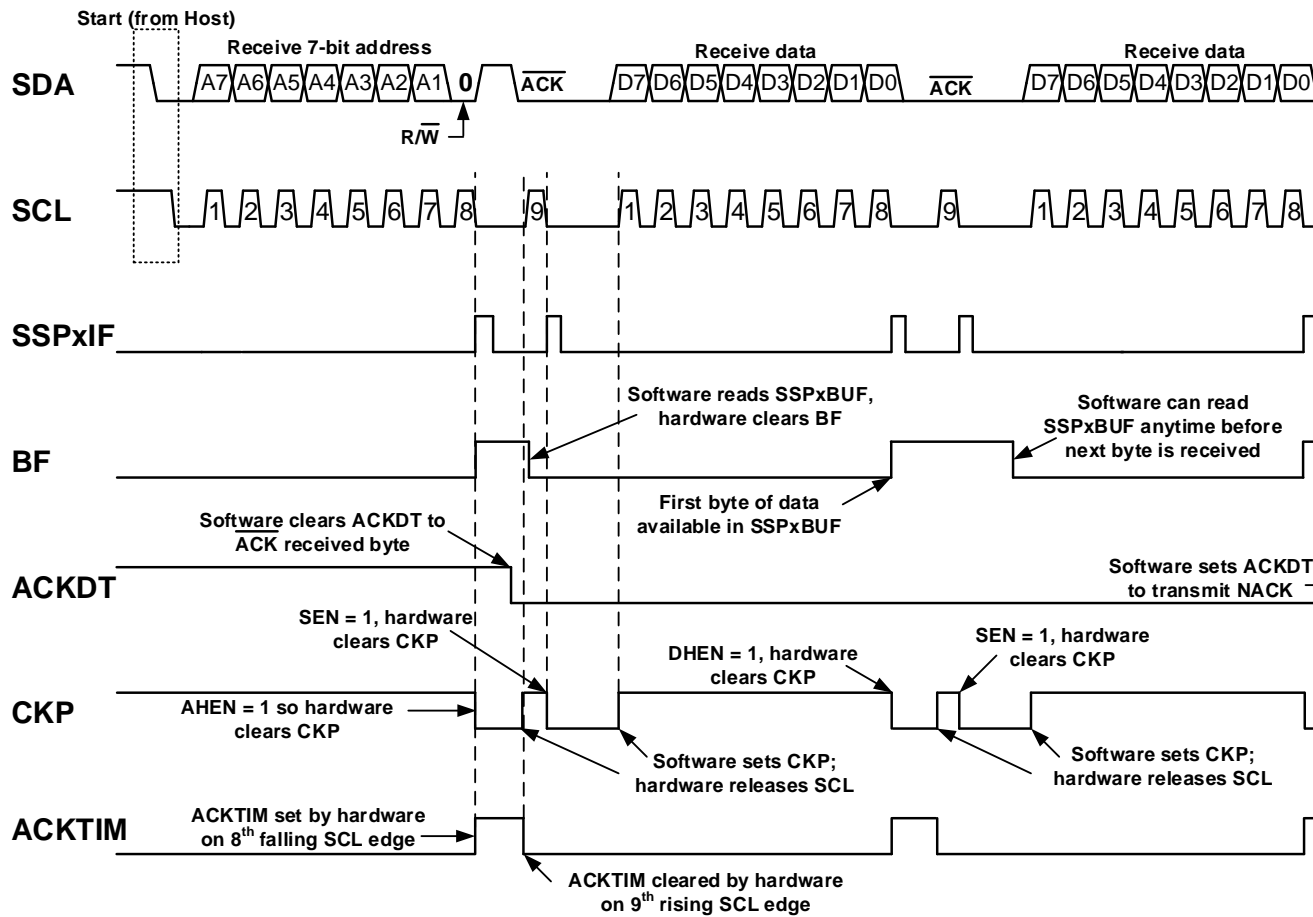 Start (from Host)
Receive 7-bit address
Receive data
Receive data
SDA
A7 A6 A5 A4 A3 A2 A1 0 ACK D7 D6 D5 D4 D3 D2 D1 D0 ACK D7 D6 D5 D4 D3 D2 D1 D0
R/W
SCL
1 2 3 4 5 6 7 8 9 1 2 3 4 5 6 7 8 9 1 2 3 4 5 6 7 8
SSPxIF
Software reads SSPxBUF,
hardware clears BF
Software can read
SSPxBUF anytime before
next byte is received
BF
First byte of data
available in SSPxBUF
Software clears ACKDT to
ACK received byte
ACKDT
Software sets ACKDT
to transmit NACK
SEN = 1, hardware
clears CKP
DHEN = 1, hardware
clears CKP
SEN = 1, hardware
clears CKP
CKP
AHEN = 1 so hardware
clears CKP
Software sets CKP;
hardware releases SCL
Software sets CKP;
hardware releases SCL
ACKTIM
ACKTIM set by hardware
on 8th falling SCL edge
ACKTIM cleared by hardware
on 9th rising SCL edge